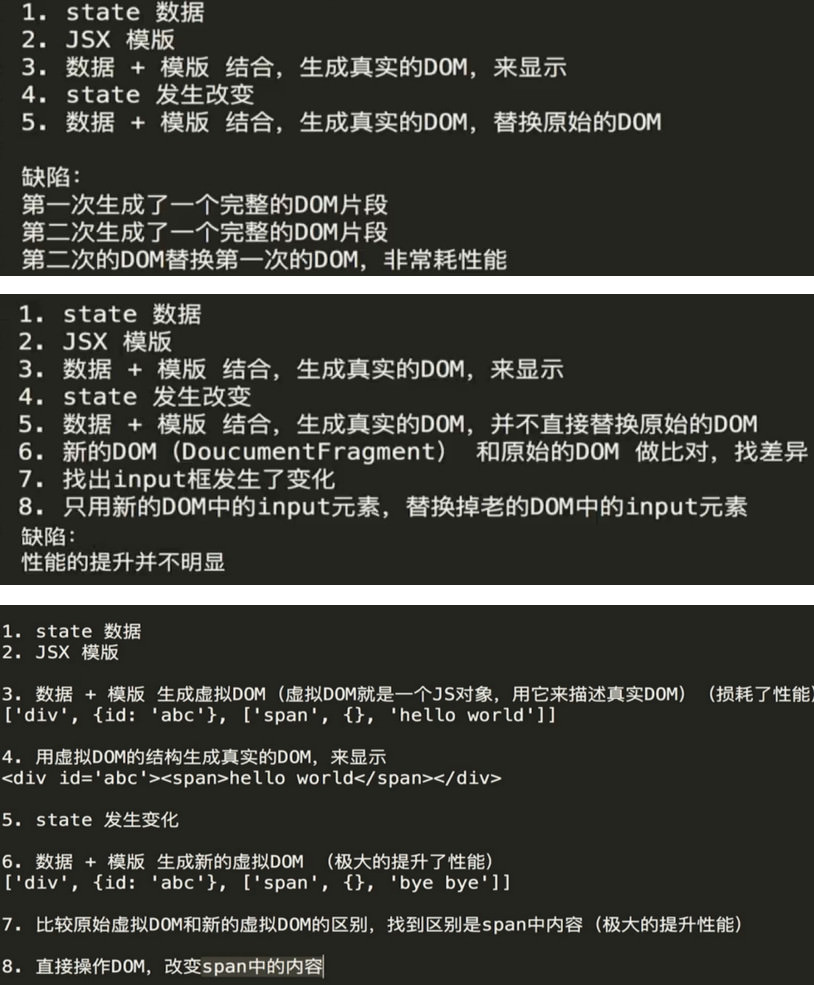 1. state 数据
2. JSX 模版
3. 数据 + 模版 结合，生成真实的DOM，来显示
4. state 发生改变
5. 数据 + 模版 结合，生成真实的DOM，替换原始的DOM
缺陷：
第一次生成了一个完整的DOM片段
第二次生成了一个完整的DOM片段
第二次的DOM替换第一次的DOM，非常耗性能
1. state 数据
2. JSX 模版
3. 数据 + 模版 结合，生成真实的DOM，来显示
4. state 发生改变
5. 数据 + 模版 结合，生成真实的DOM，并不直接替换原始的DOM
6. 新的DOM（DoucumentFragment） 和原始的DOM 做比对，找差异
7. 找出input框发生了变化
8. 只用新的DOM中的input元素，替换掉老的DOM中的input元素
缺陷：
性能的提升并不明显
1. state 数据
2. JSX 模版
3. 数据 + 模版 生成虚拟DOM（虚拟DOM就是一个JS对象，用它来描述真实DOM）（损耗了性能）
['div', {id: 'abc'}, ['span', {}, 'hello world']]
4. 用虚拟DOM的结构生成真实的DOM，来显示
<div id='abc'><span>hello world</span></div>
5. state 发生变化
6. 数据 + 模版 生成新的虚拟DOM （极大的提升了性能）
['div', {id: 'abc'}, ['span', {}, 'bye bye']]
7. 比较原始虚拟DOM和新的虚拟DOM的区别，找到区别是span中内容（极大的提升性能）
8. 直接操作DOM，改变span中的内容